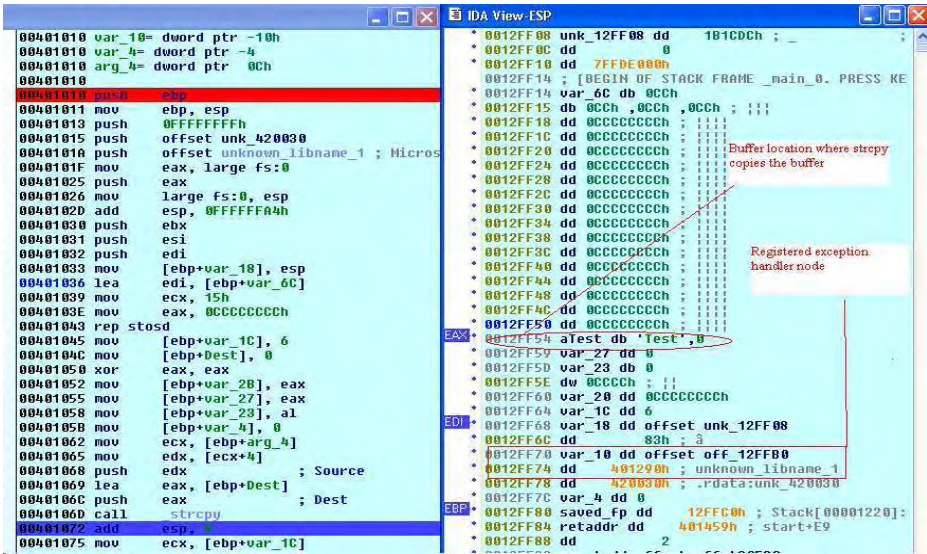 00401010 var_10= dword ptr -10h
00401010 var_4= dword ptr -4
00401010 arg_4= dword ptr 0Ch
00401010
00401010 push ebp
00401011 mov ebp, esp
00401013 push 0FFFFFFFFh
00401015 push offset unk_420030
0040101A push offset unknown_libname_1 ; Micros
0040101F mov eax, large fs:0
00401025 push eax
00401026 mov large fs:0, esp
0040102D add esp, 0FFFFFFA4h
00401030 push ebx
00401031 push esi
00401032 push edi
00401033 mov [ebp+var_18], esp
00401036 lea edi, [ebp+var_6C]
00401039 mov ecx, 15h
0040103E mov eax, 0CCCCCCCCh
00401043 rep stosd
00401045 mov [ebp+var_1C], 6
0040104C mov [ebp+Dest], 0
00401050 xor eax, eax
00401052 mov [ebp+var_2B], eax
00401055 mov [ebp+var_27], eax
00401058 mov [ebp+var_23], al
0040105B mov [ebp+var_4], 0
00401062 mov ecx, [ebp+arg_4]
00401065 mov edx, [ecx+4]
00401068 push edx ; Source
00401069 lea eax, [ebp+Dest]
0040106C push eax ; Dest
0040106D call _strcpy
00401072 add esp,
00401075 mov ecx, [ebp+var_1C]
IDA View-ESP
0012FF08 unk_12FF08 dd 1B1CDCh ; _ ;
0012FF0C dd 0
0012FF10 dd 7FFDE000h
0012FF14 ; [BEGIN OF STACK FRAME _main_0. PRESS KE
0012FF14 var_6C db 0CCh
0012FF15 db 0CCh ,0CCh ,0CCh ; ¦¦¦
0012FF18 dd 0CCCCCCCCh ; ¦¦¦¦
0012FF1C dd 0CCCCCCCCh ; ¦¦¦¦
0012FF20 dd 0CCCCCCCCh ; ¦¦¦¦
0012FF24 dd 0CCCCCCCCh ; ¦¦¦¦
0012FF28 dd 0CCCCCCCCh ; ¦¦¦¦
0012FF2C dd 0CCCCCCCCh ; ¦¦¦¦
0012FF30 dd 0CCCCCCCCh ; ¦¦¦¦
0012FF34 dd 0CCCCCCCCh ; ¦¦¦¦
0012FF38 dd 0CCCCCCCCh ; ¦¦¦¦
0012FF3C dd 0CCCCCCCCh ; ¦¦¦¦
0012FF40 dd 0CCCCCCCCh ; ¦¦¦¦
0012FF44 dd 0CCCCCCCCh ; ¦¦¦¦
0012FF48 dd 0CCCCCCCCh ; ¦¦¦¦
0012FF4C dd 0CCCCCCCCh ; ¦¦¦¦
0012FF50 dd 0CCCCCCCCh ; ¦¦¦¦
EAX 0012FF54 aTest db 'Test',0
0012FF59 var_27 dd 0
0012FF5D var_23 db 0
0012FF5E dw 0CCCCh ; ¦¦
0012FF60 var_20 dd 0CCCCCCCCh
0012FF64 var_1C dd 6
EDI 0012FF68 var_18 dd offset unk_12FF08
0012FF6C dd 83h ; â
0012FF70 var_10 dd offset off_12FFB0
0012FF74 dd 401290h ; unknown_libname_1
0012FF78 dd 420030h ; .rdata:unk_420030
0012FF7C var_4 dd 0
EBP 0012FF80 saved_fp dd 12FFC0h ; Stack[00001220]:
0012FF84 retaddr dd 401459h ; start+E9
0012FF88 dd 2
Buffer location where strcpy
copies the buffer
Registered exception
handler node